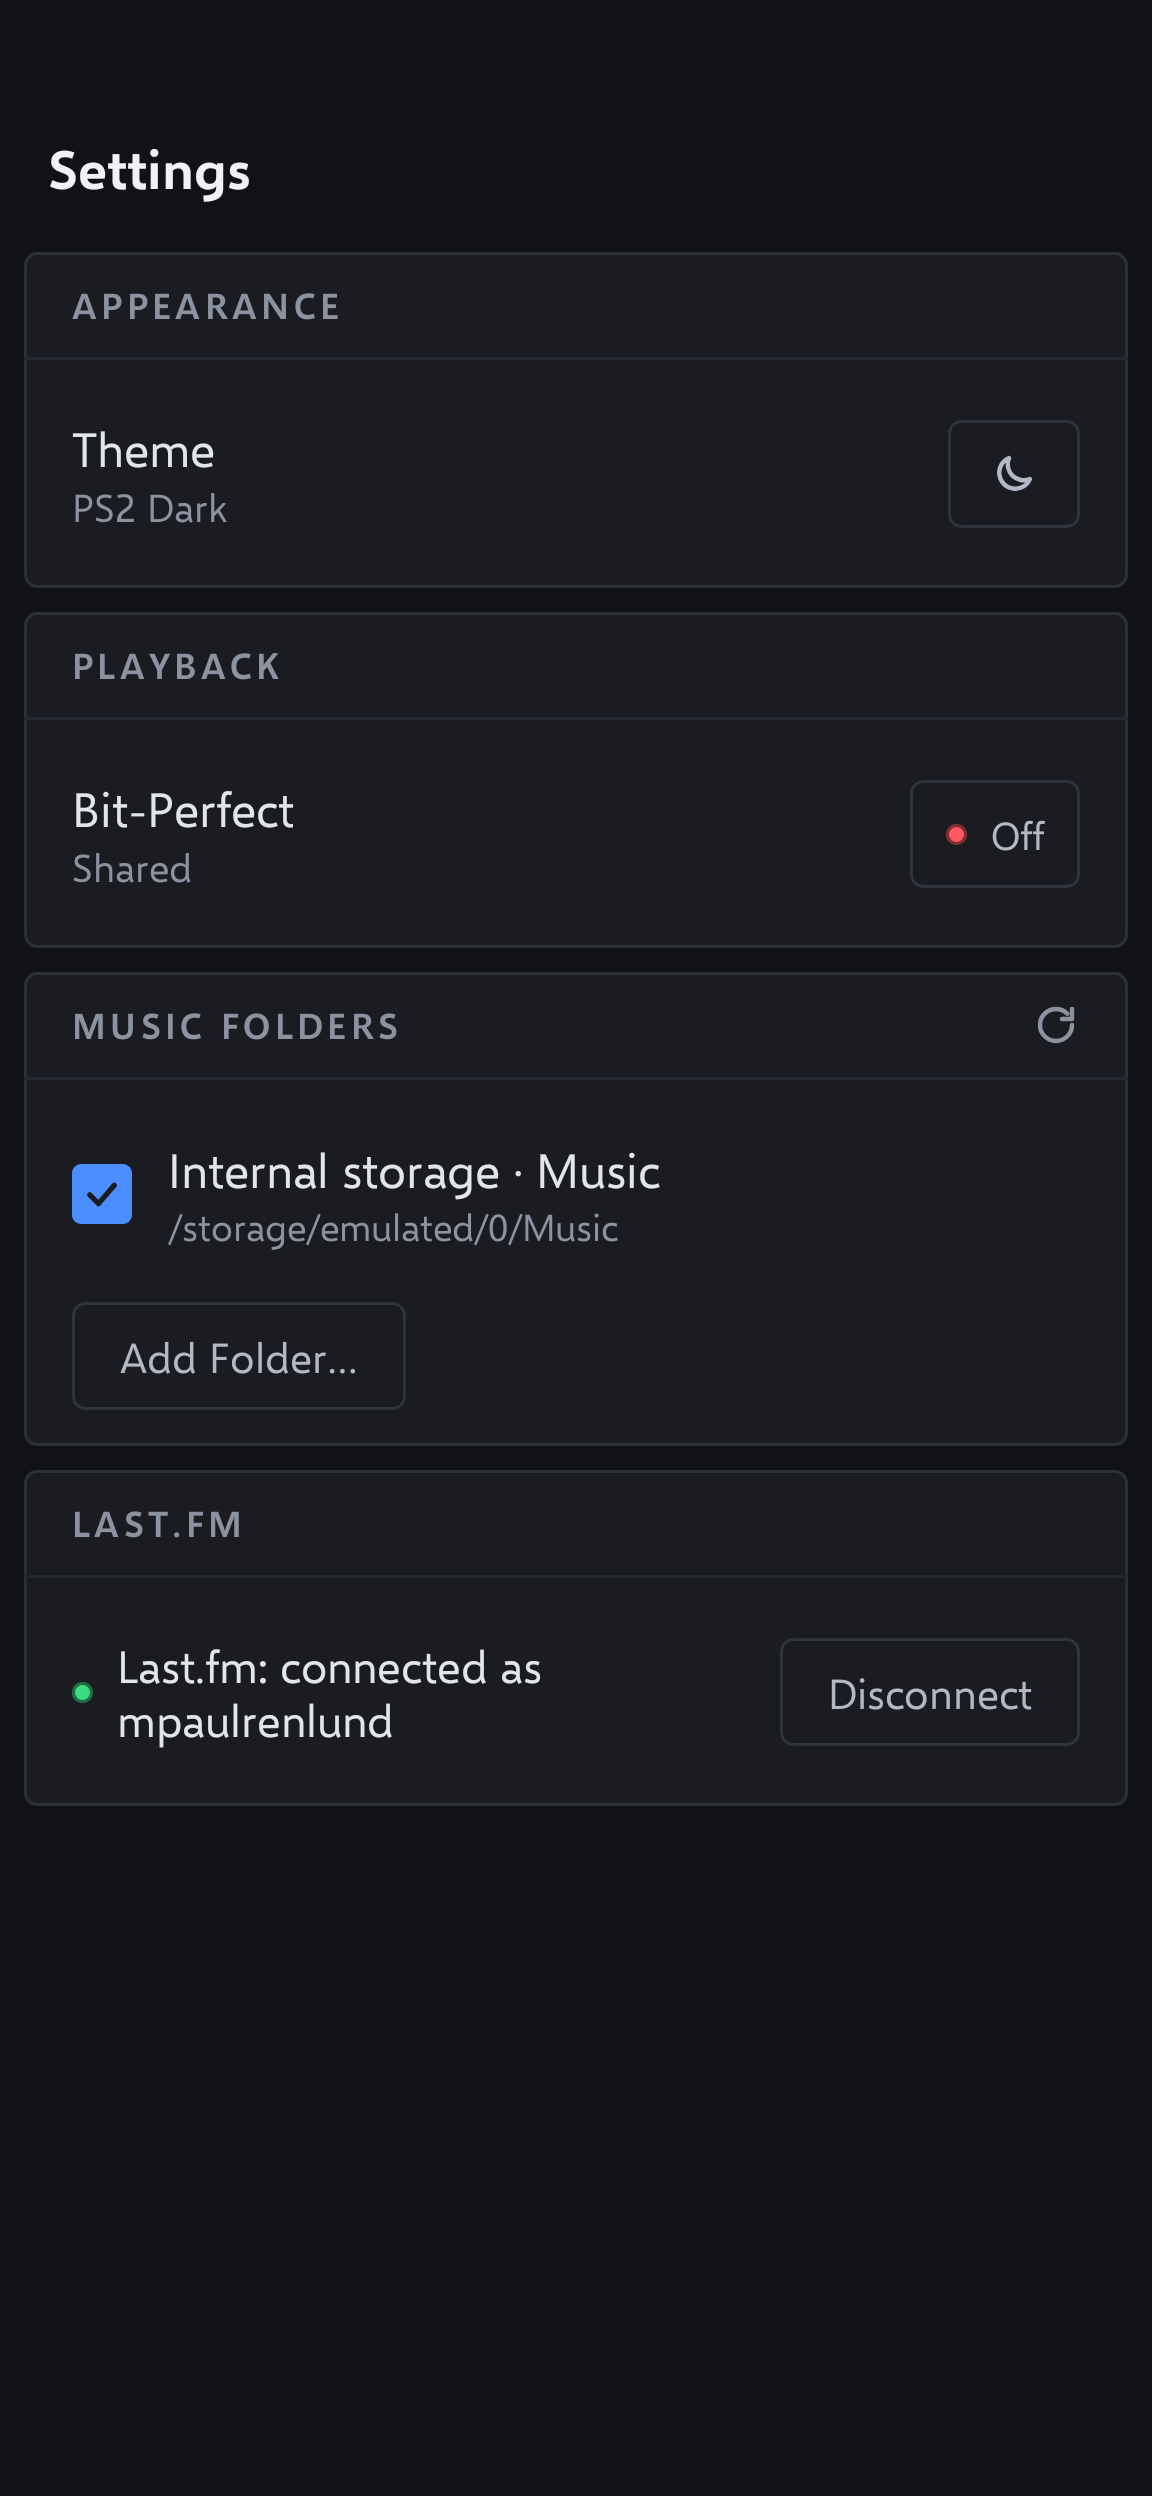 Settings
APPEARANCE
Theme
PS2 Dark
PLAYBACK
Bit-Perfect
Shared
Off
MUSIC FOLDERS
Internal storage · Music
/storage/emulated/0/Music
Add Folder...
LAST.FM
Last.fm: connected as
mpaulrenlund
Disconnect